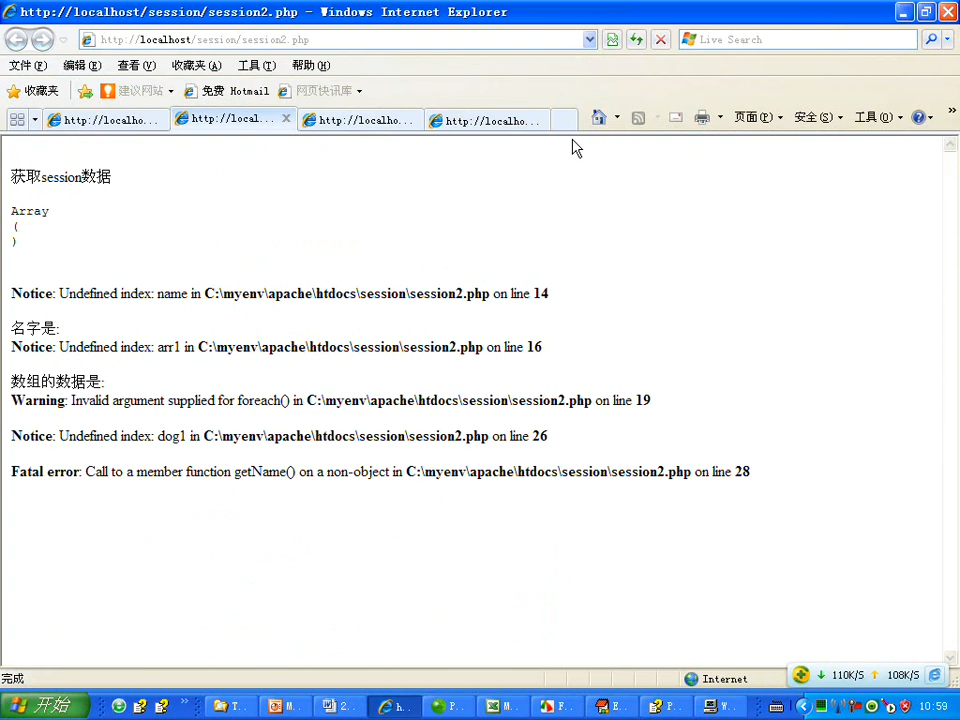 http://localhost/session/session2.php - Windows Internet Explorer
http://localhost/session/session2.php
Live Search
文件(F) 编辑(E) 查看(V) 收藏夹(A) 工具(T) 帮助(H)
收藏夹 建议网站 免费 Hotmail 网页快讯库
http://localho... http://local... http://localho... http://localho... 页面(P) 安全(S) 工具(O) »
获取session数据
Array
(
)
Notice: Undefined index: name in C:\myenv\apache\htdocs\session\session2.php on line 14
名字是:
Notice: Undefined index: arr1 in C:\myenv\apache\htdocs\session\session2.php on line 16
数组的数据是:
Warning: Invalid argument supplied for foreach() in C:\myenv\apache\htdocs\session\session2.php on line 19
Notice: Undefined index: dog1 in C:\myenv\apache\htdocs\session\session2.php on line 26
Fatal error: Call to a member function getName() on a non-object in C:\myenv\apache\htdocs\session\session2.php on line 28
完成 Internet 110K/S 108K/S
开始 » T.. M.. 2.. h.. P.. M.. F.. E.. P.. W.. 10:59